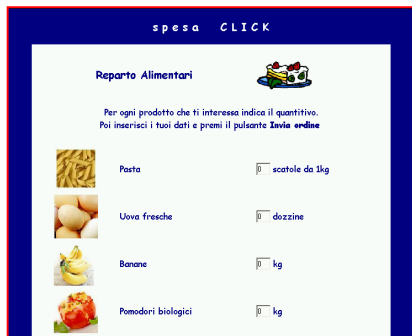 spesa CLICK
Reparto Alimentari
Per ogni prodotto che ti interessa indica il quantitivo.
Poi inserisci i tuoi dati e premi il pulsante Invia ordine
Pasta 0 scatole da 1kg
Uova fresche 0 dozzine
Banane 0 kg
Pomodori biologici 0 kg